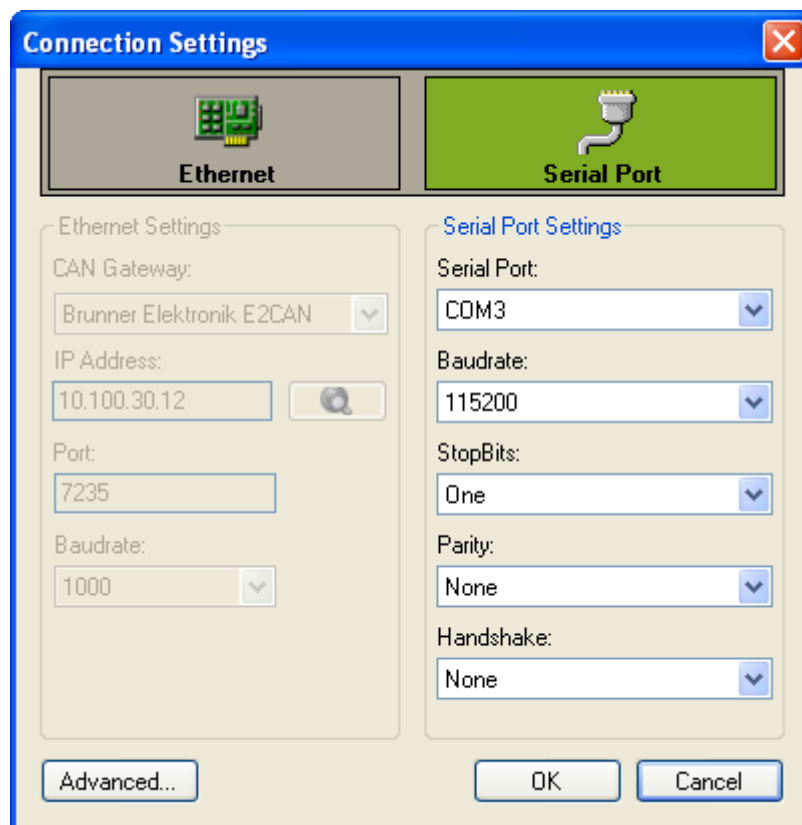 Connection Settings
Ethernet
Serial Port
Ethernet Settings
CAN Gateway:
Brunner Elektronik E2CAN
IP Address:
10.100.30.12
Port:
7235
Baudrate:
1000
Serial Port Settings
Serial Port:
COM3
Baudrate:
115200
StopBits:
One
Parity:
None
Handshake:
None
Advanced...
OK
Cancel